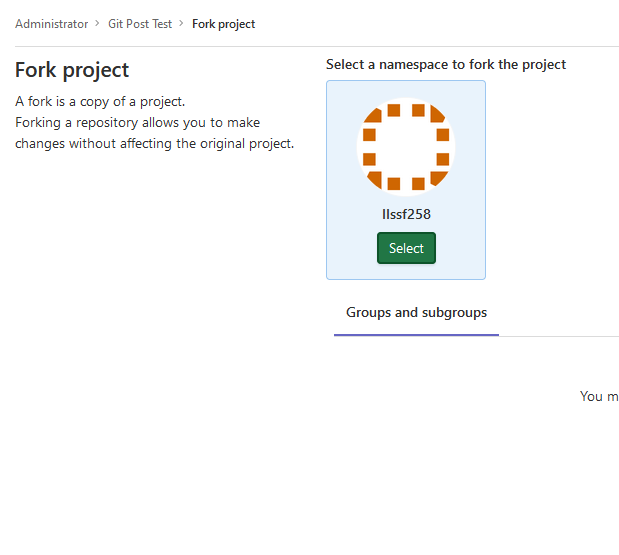 Administrator > Git Post Test > Fork project
Fork project
A fork is a copy of a project.
Forking a repository allows you to make
changes without affecting the original project.
Select a namespace to fork the project
llssf258
Select
Groups and subgroups
You m